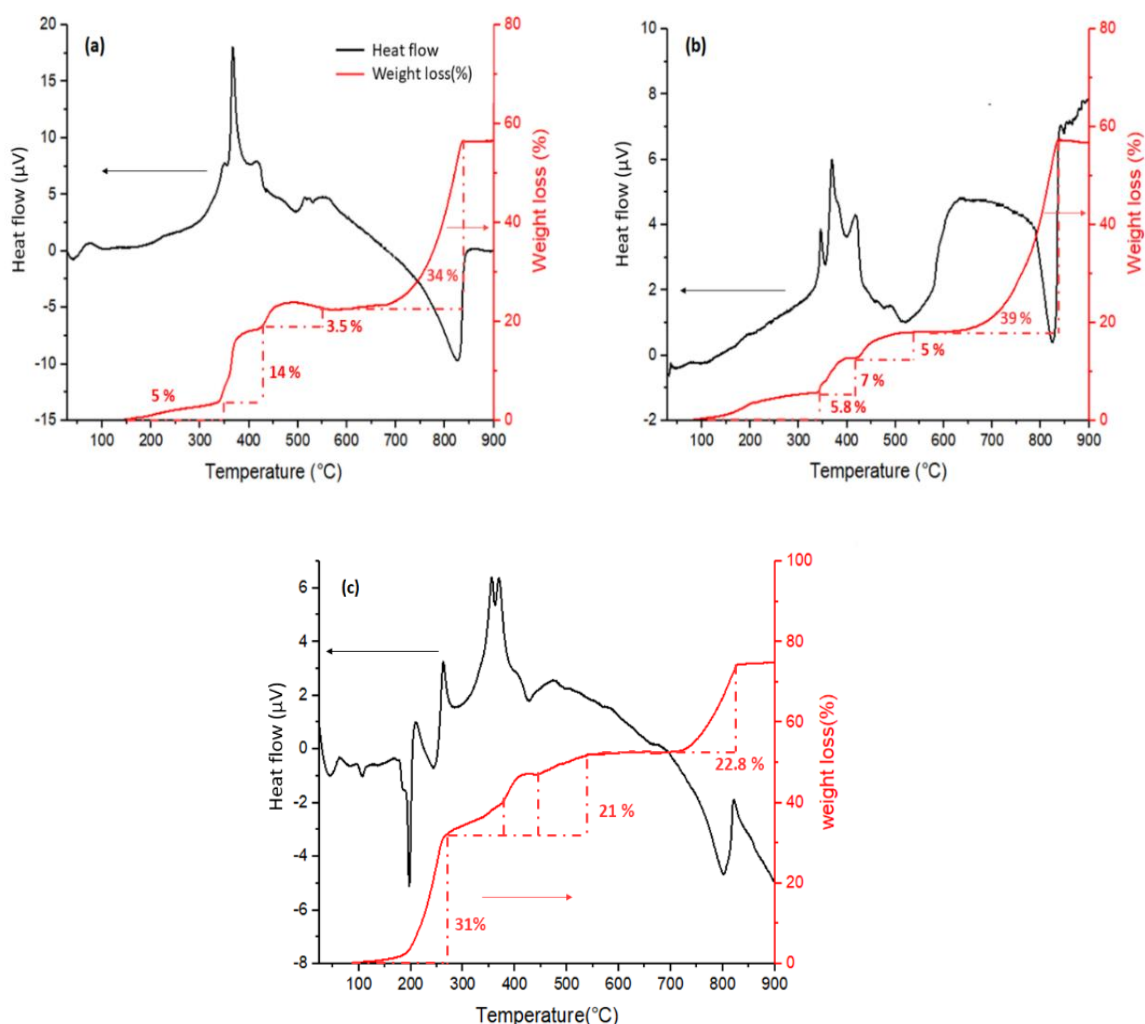 (a)
Heat flow
Weight loss(%)
20
15
10
5
0
-5
-10
-15
Heat flow (μV)
80
60
40
20
0
Weight loss (%)
5 %
14 %
3.5 %
34 %
100 200 300 400 500 600 700 800 900
Temperature (°C)
(b)
10
8
6
4
2
0
-2
Heat flow (μV)
80
60
40
20
0
Weight loss (%)
5.8 %
7 %
5 %
39 %
100 200 300 400 500 600 700 800 900
Temperature (°C)
(c)
6
4
2
0
-2
-4
-6
-8
Heat flow (μV)
100
80
60
40
20
0
weight loss(%)
31%
21 %
22.8 %
100 200 300 400 500 600 700 800 900
Temperature(°C)